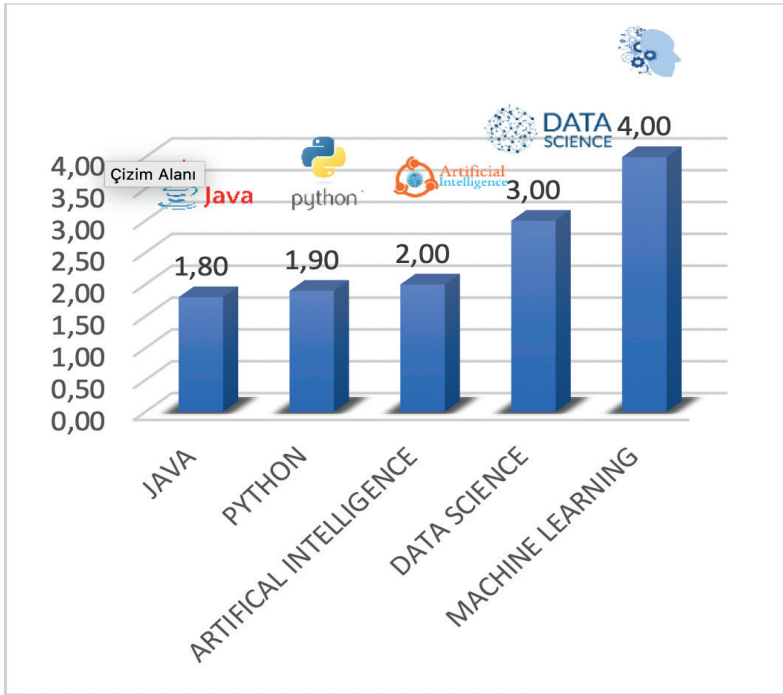 DATA
SCIENCE
4,00
4,00
3,50
3,00
2,50
2,00
1,50
1,00
0,50
0,00
Çizim Alanı
Java
python
Artificial
Intelligence
3,00
1,80
1,90
2,00
JAVA
PYTHON
ARTIFICAL INTELLIGENCE
DATA SCIENCE
MACHINE LEARNING